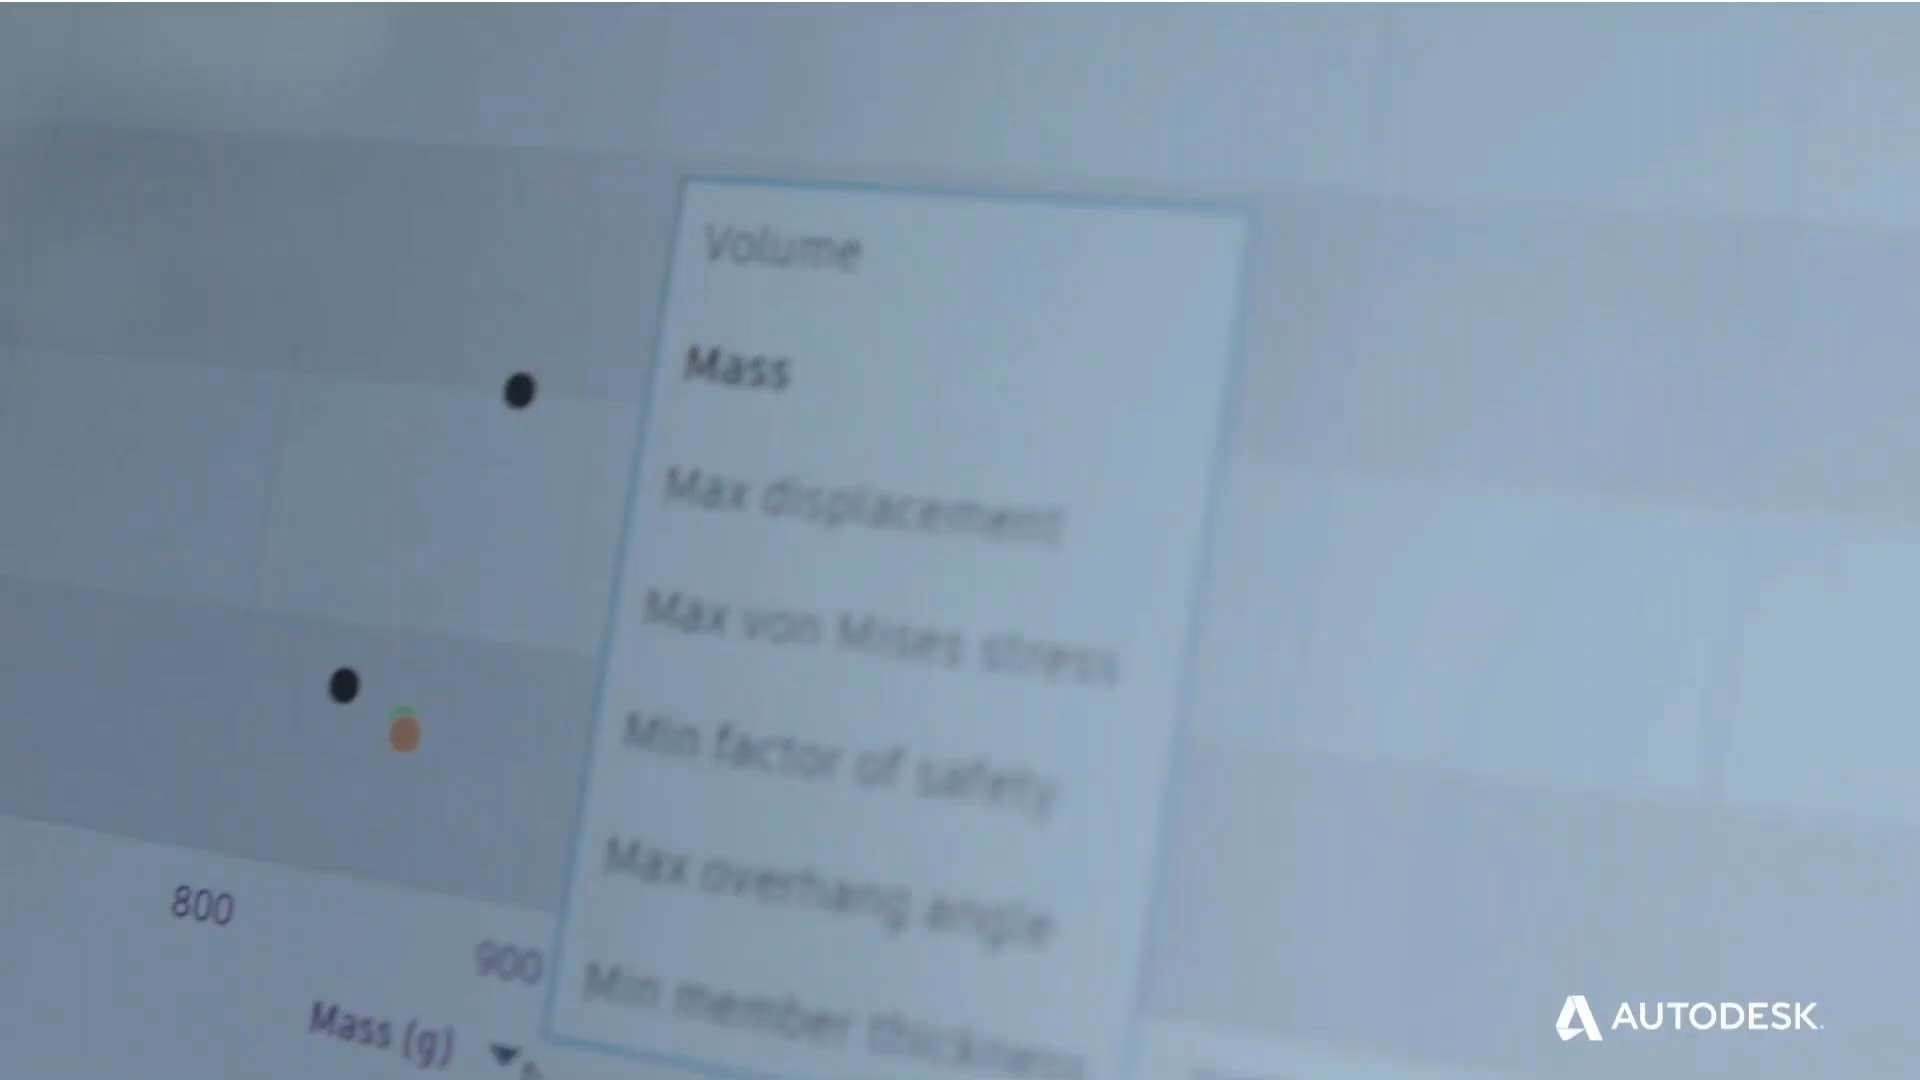 Volume
Mass
Max displacement
Max von Mises stress
Min factor of safety
Max overhang angle
Min member thickness
800
900
Mass (g)
AUTODESK.